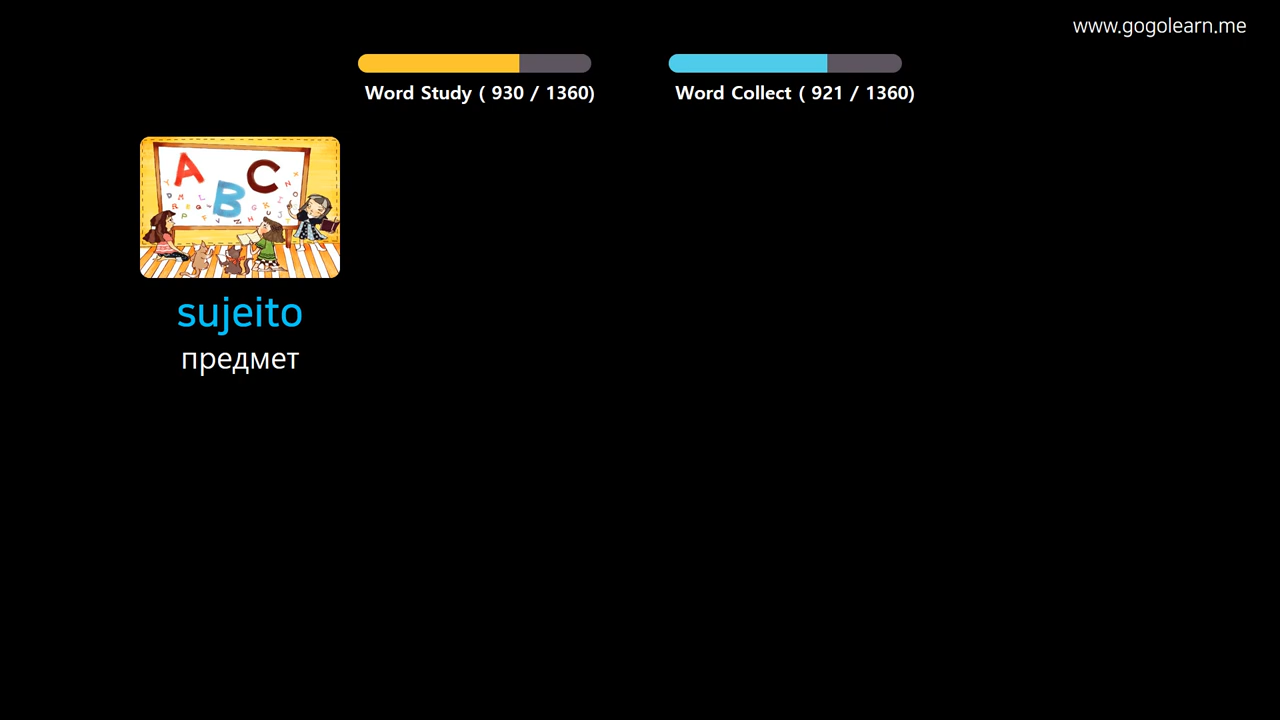 www.gogolearn.me
Word Study ( 930 / 1360)
Word Collect ( 921 / 1360)
A
B
C
sujeito
предмет